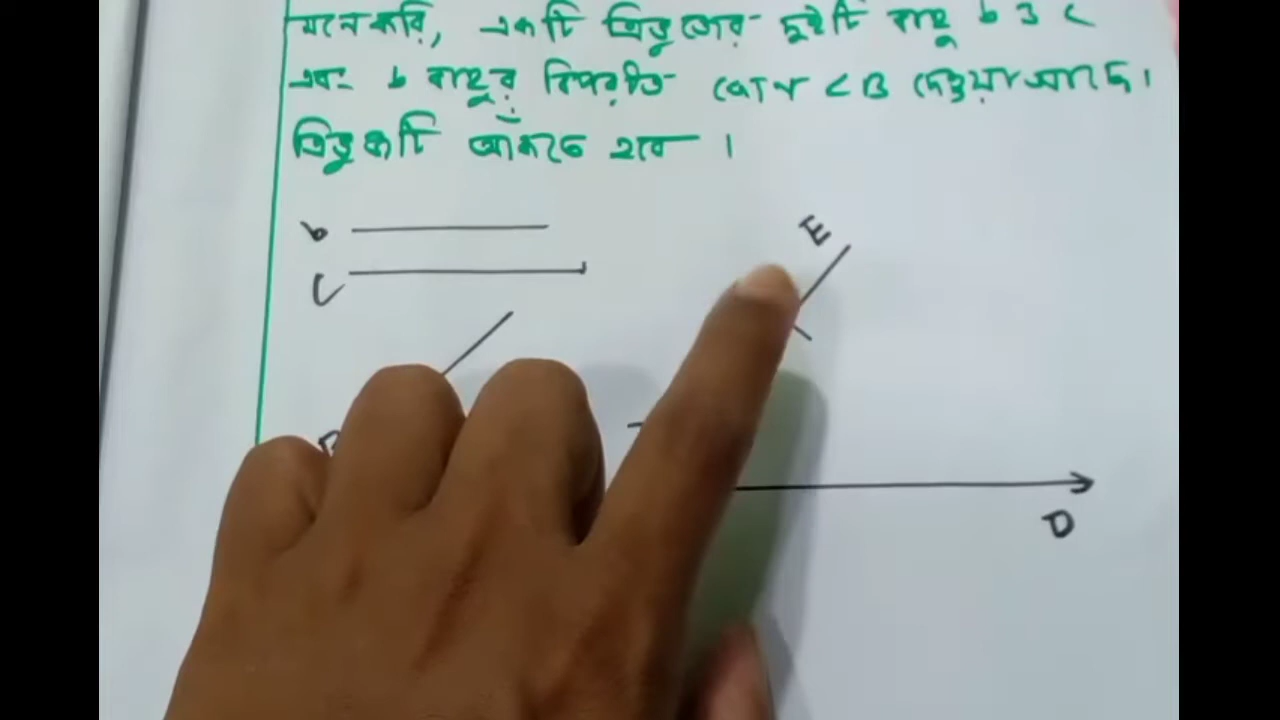 মনেকরি, একটি ত্রিভুজের দুইটি বাহু b ও c
এবং b বাহুর বিপরীত কোণ ∠B দেওয়া আছে।
ত্রিভুজটি আঁকতে হবে ।
b
C
E
D